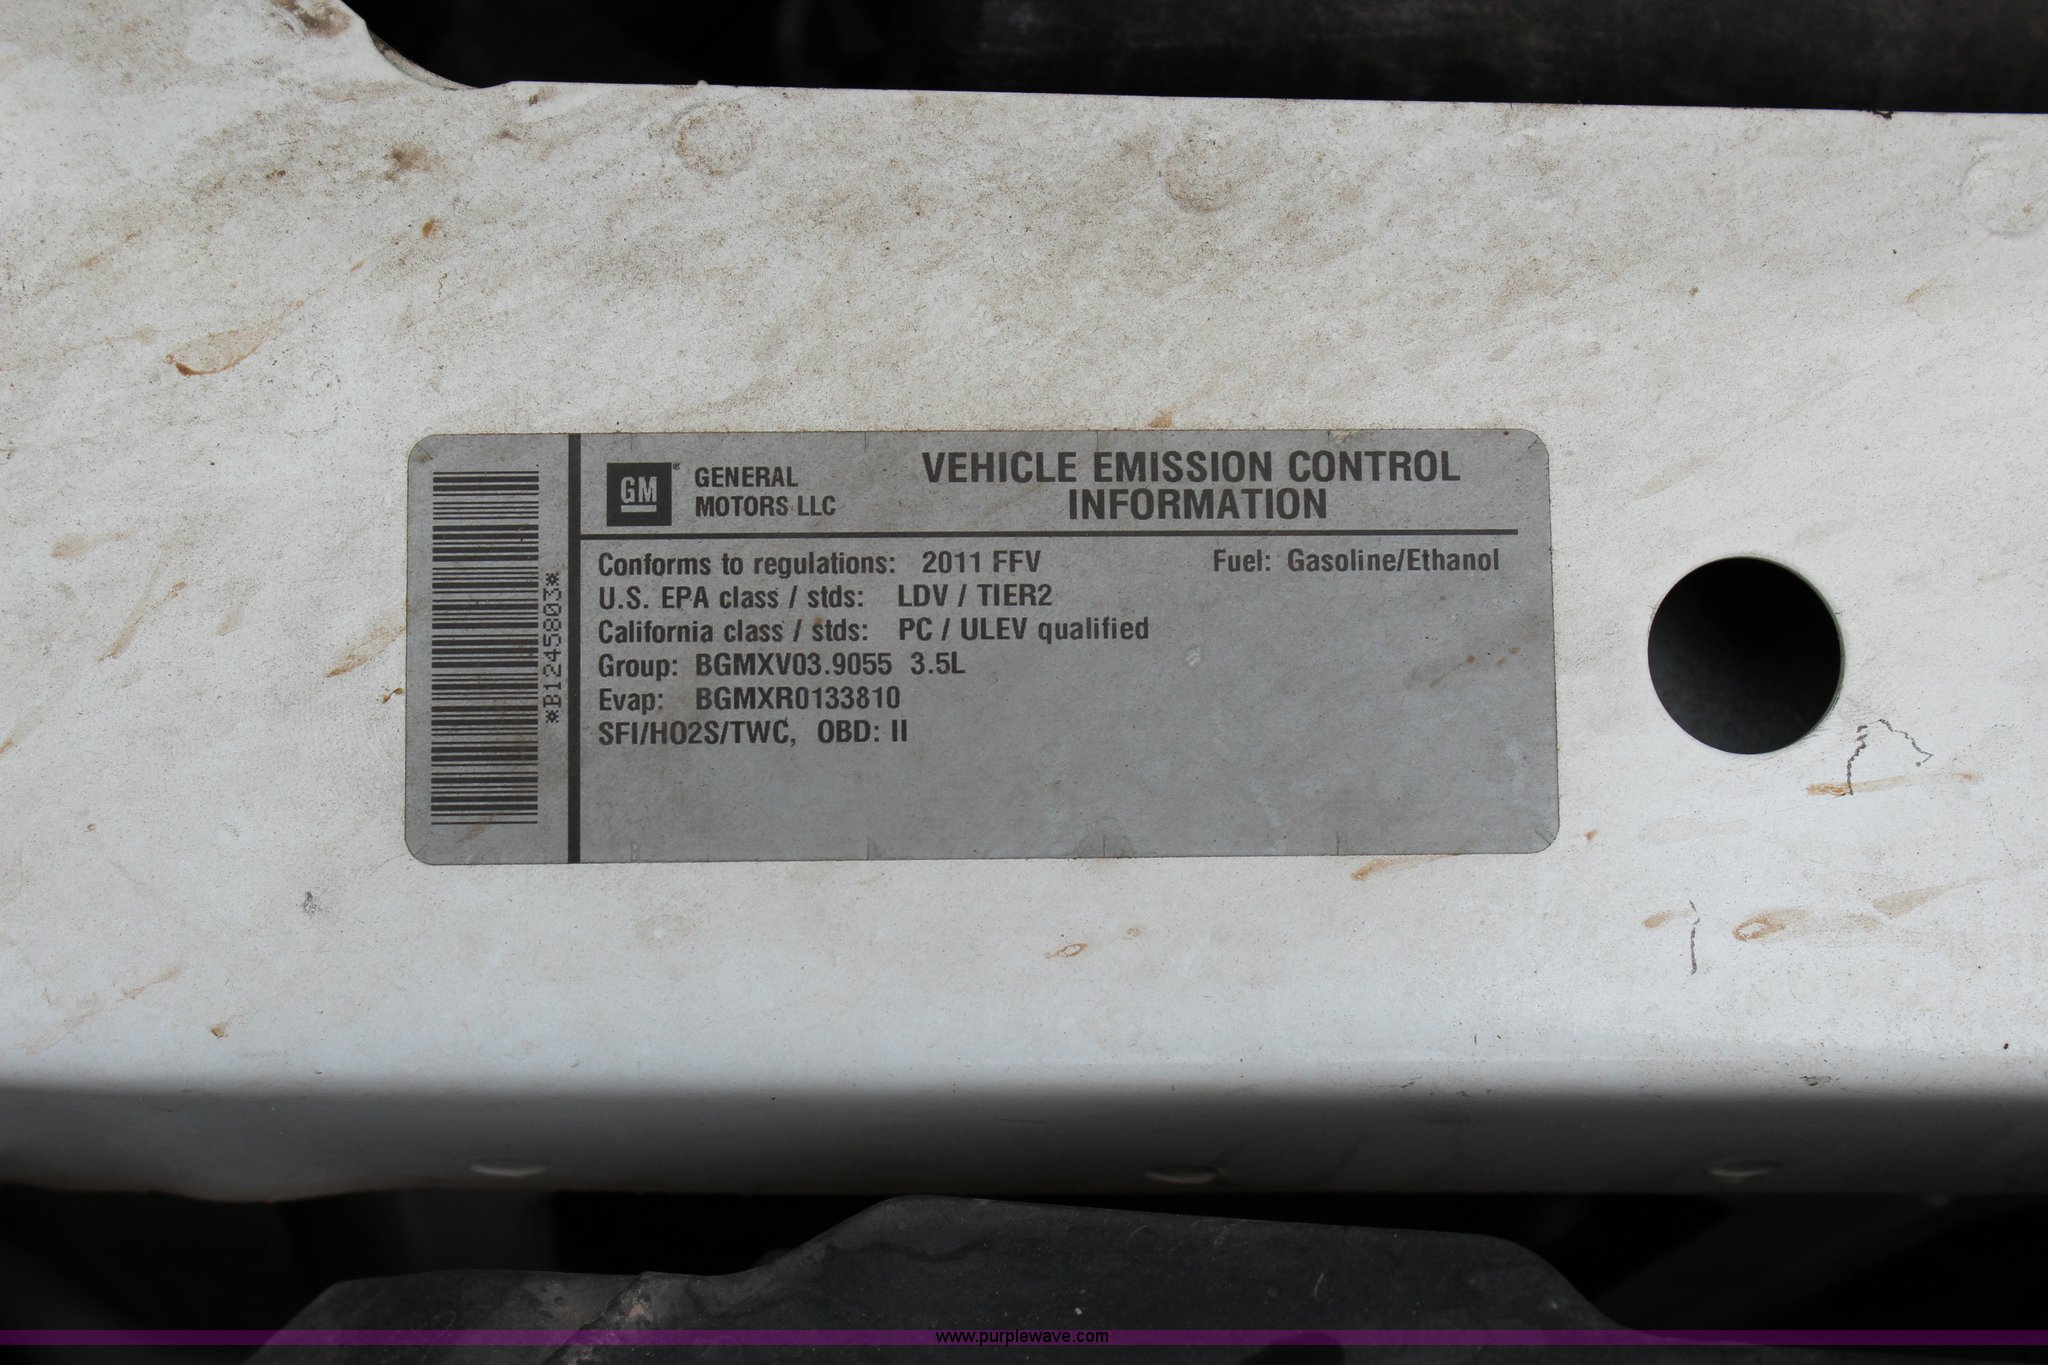 GM
GENERAL
MOTORS LLC
VEHICLE EMISSION CONTROL
INFORMATION
Conforms to regulations: 2011 FFV Fuel: Gasoline/Ethanol
U.S. EPA class / stds: LDV / TIER2
California class / stds: PC / ULEV qualified
Group: BGMXV03.9055 3.5L
Evap: BGMXR0133810
SFI/HO2S/TWC, OBD: II
*B1245803*
www.purplewave.com